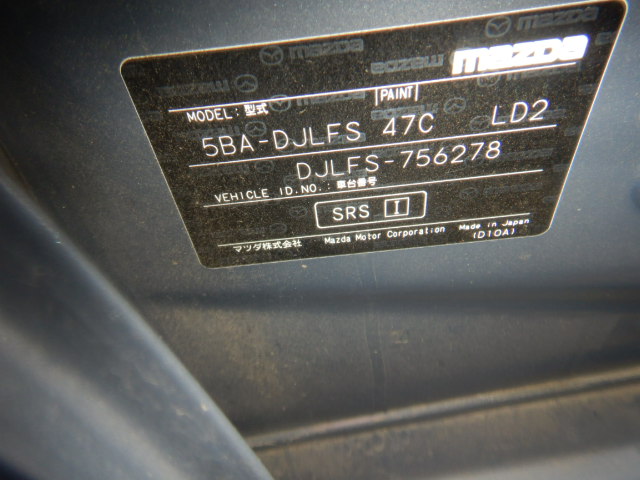 mazda
MODEL: 型式 PAINT
5BA-DJLFS 47C LD2
DJLFS-756278
VEHICLE ID.NO.: 車台番号
SRS I
マツダ株式会社 Mazda Motor Corporation Made in Japan
(D10A)